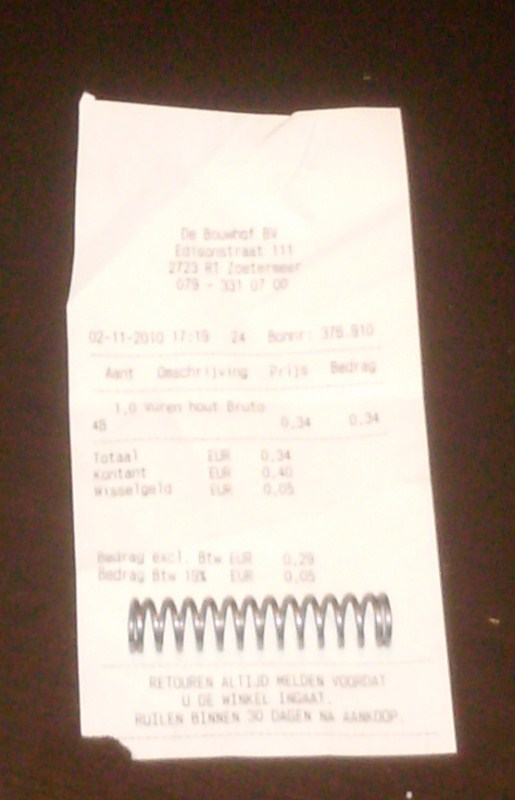 De Bouwhof BV
Edisonstraat 111
2723 RT Zoetermeer
079 - 331 07 00
02-11-2010 17:19 24 Bonnr: 376.910
Aant Omschrijving Prijs Bedrag
1,0 Vuren hout Bruto
48 0,34 0,34
Totaal EUR 0,34
Kontant EUR 0,40
Wisselgeld EUR 0,05
Bedrag excl. Btw EUR 0,29
Bedrag Btw 19% EUR 0,05
RETOUREN ALTIJD MELDEN VOORDAT
U DE WINKEL INGAAT.
RUILEN BINNEN 30 DAGEN NA AANKOOP.